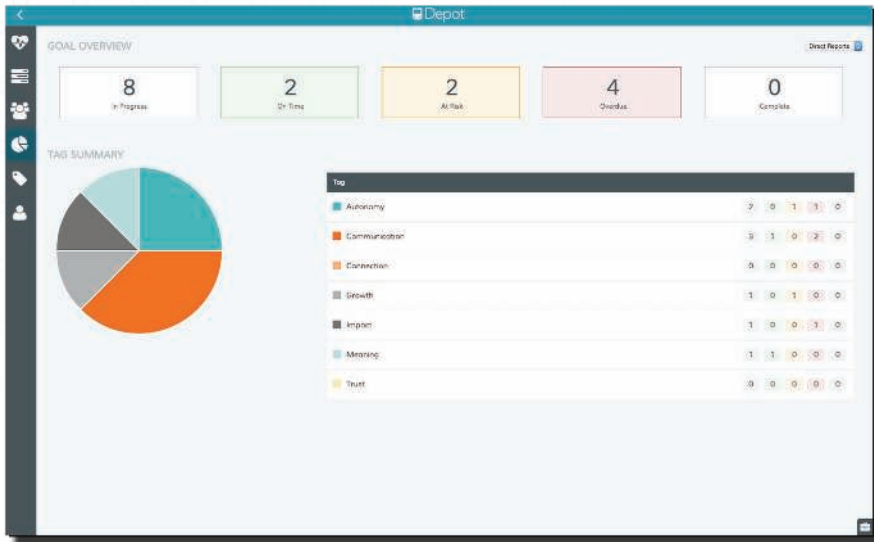 Depot
GOAL OVERVIEW
Direct Reports
8 2 2 4 0
In Progress On Time At Risk Overdue Complete
TAG SUMMARY
Tag
Autonomy 2 0 1 1 0
Communication 3 1 0 2 0
Connection 0 0 0 0 0
Growth 1 0 1 0 0
Impact 1 0 0 1 0
Meaning 1 1 0 0 0
Trust 0 0 0 0 0